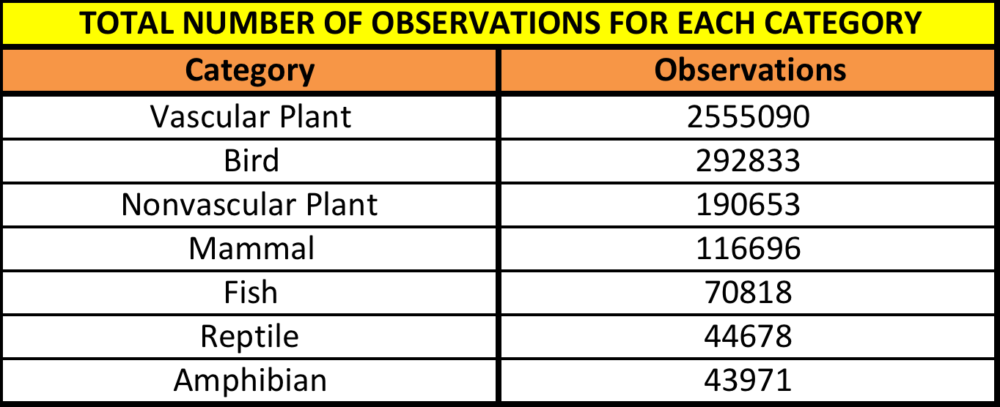 TOTAL NUMBER OF OBSERVATIONS FOR EACH CATEGORY
Category Observations
Vascular Plant 2555090
Bird 292833
Nonvascular Plant 190653
Mammal 116696
Fish 70818
Reptile 44678
Amphibian 43971